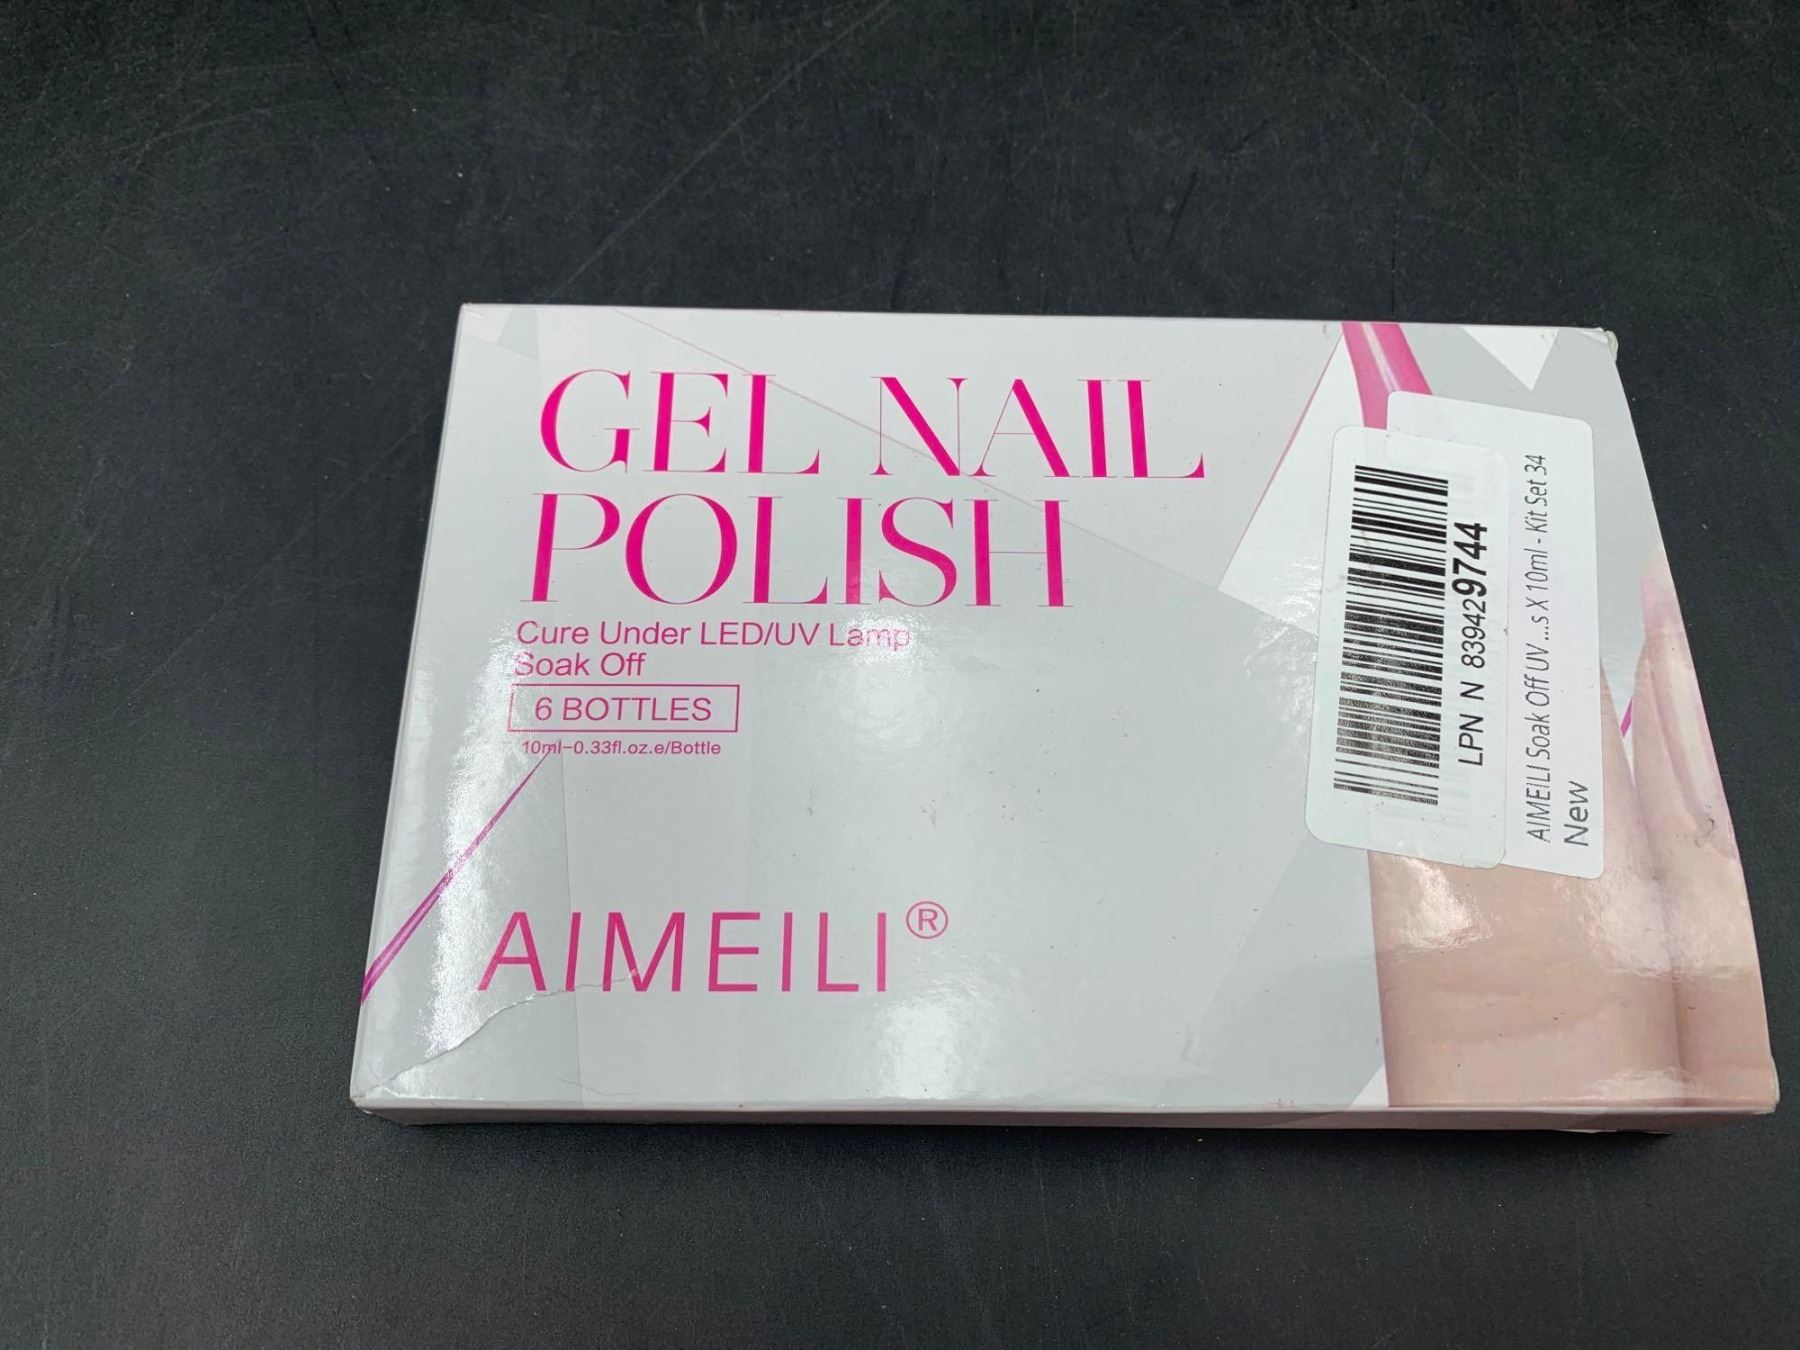 GEL NAIL
POLISH
Cure Under LED/UV Lamp
Soak Off
6 BOTTLES
10ml-0.33fl.oz.e/Bottle
AIMEILI®
LPN N 839429744
AIMEILI Soak Off UV ...s X 10ml - Kit Set 34
New